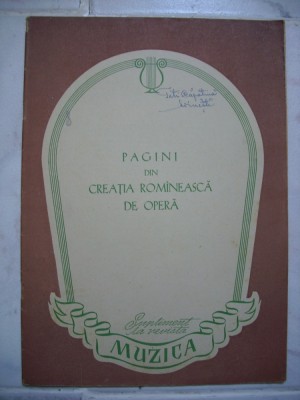 PAGINI
DIN
CREAȚIA ROMÎNEASCĂ
DE OPERĂ
Supliment
la revista
MUZICA